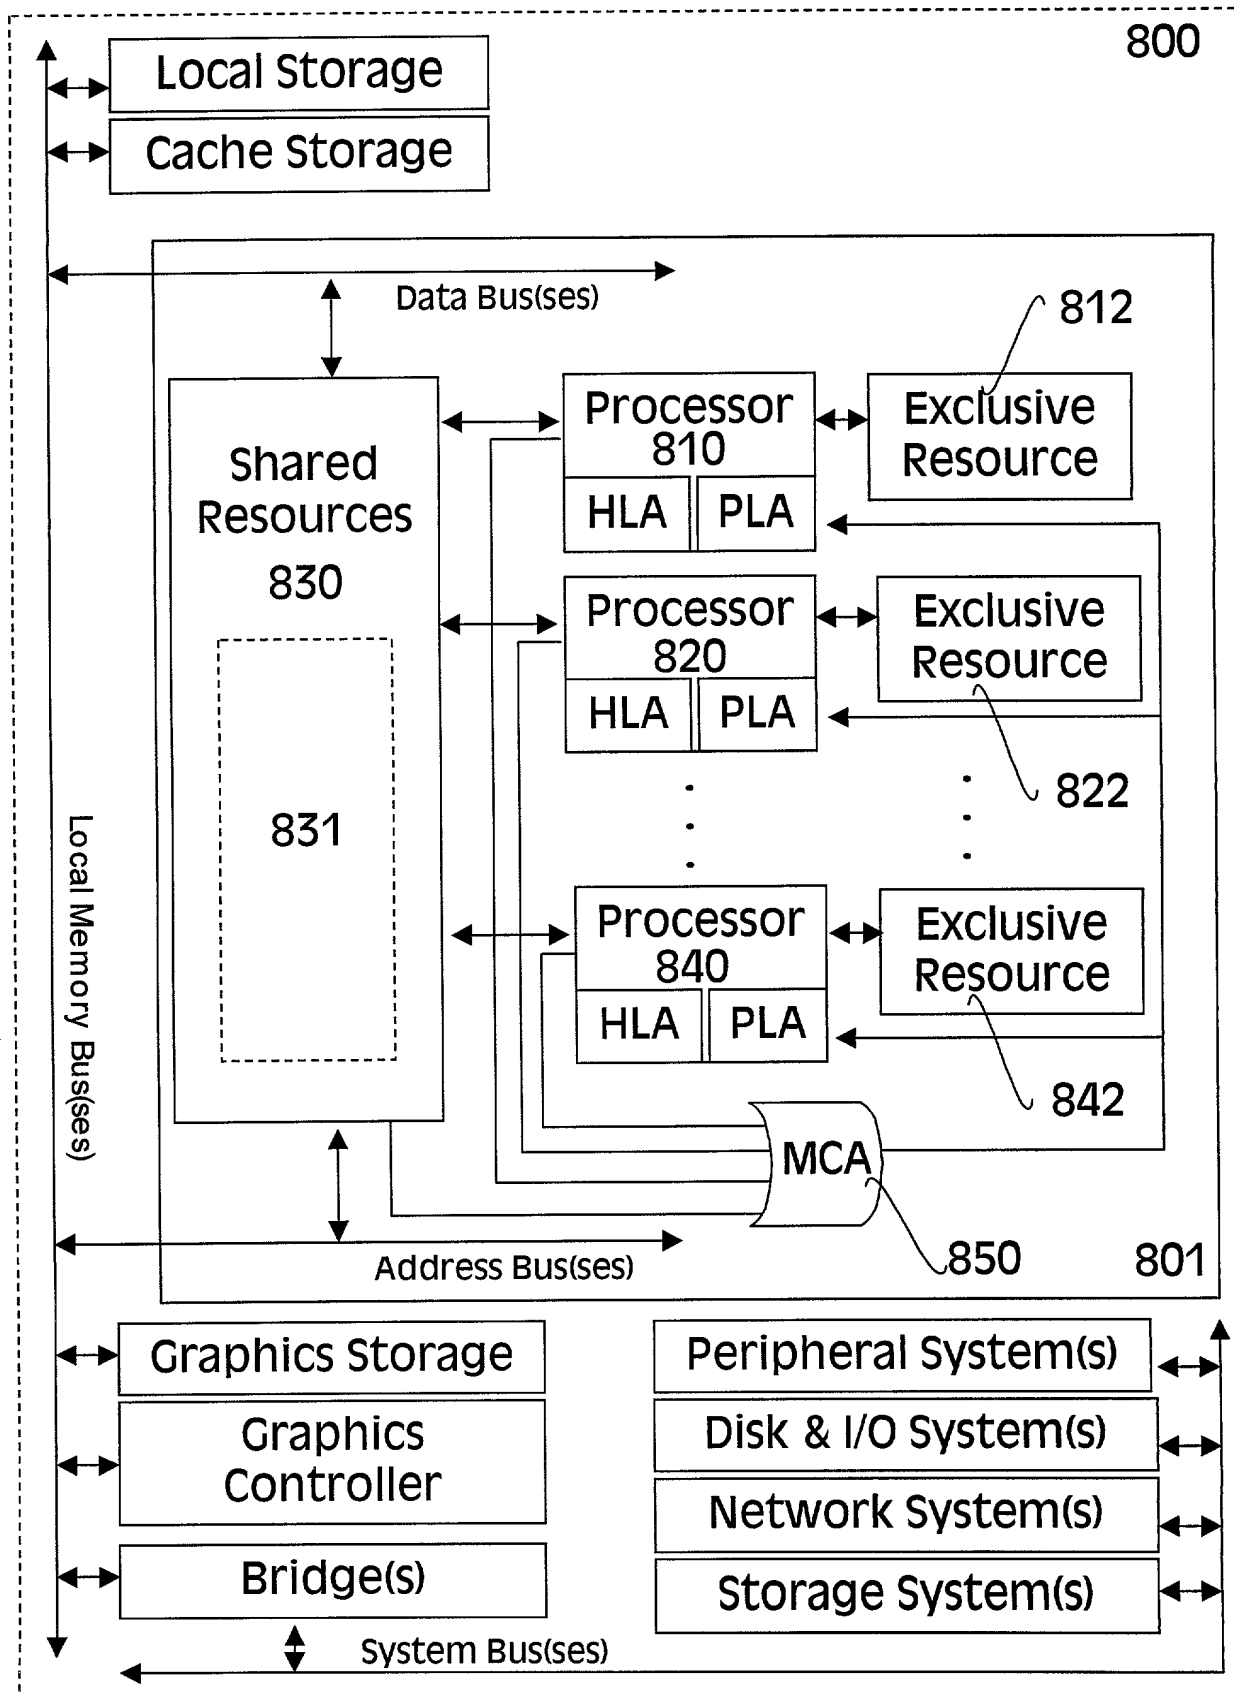 800
Local Storage
Cache Storage
Data Bus(ses)
812
Processor
810
HLA PLA
Exclusive
Resource
Shared
Resources
830
831
Processor
820
HLA PLA
Exclusive
Resource
822
Local Memory Bus(ses)
Processor
840
HLA PLA
Exclusive
Resource
842
MCA
850
801
Address Bus(ses)
Graphics Storage
Graphics
Controller
Bridge(s)
Peripheral System(s)
Disk & I/O System(s)
Network System(s)
Storage System(s)
System Bus(ses)